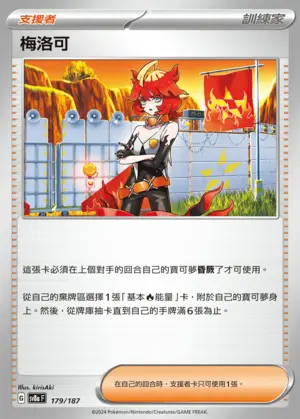 支援者
訓練家
梅洛可
這張卡必須在上個對手的回合自己的寶可夢昏厥了才可使用。
從自己的棄牌區選擇1張「基本🔥能量」卡,附於自己的寶可夢身
上。然後,從牌庫抽卡直到自己的手牌滿6張為止。
Illus. kirisAki
在自己的回合時,支援者卡只可使用1張。
G SV8a F 179/187
©2024 Pokémon/Nintendo/Creatures/GAME FREAK.